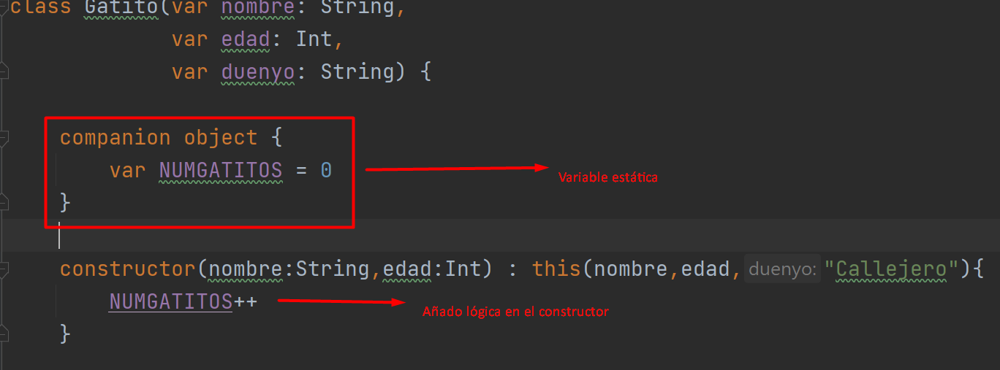 class Gatito(var nombre: String,
var edad: Int,
var duenyo: String) {
companion object {
var NUMGATITOS = 0
Variable estática
}
constructor(nombre:String,edad:Int) : this(nombre,edad, duenyo: "Callejero"){
NUMGATITOS++
Añado lógica en el constructor
}